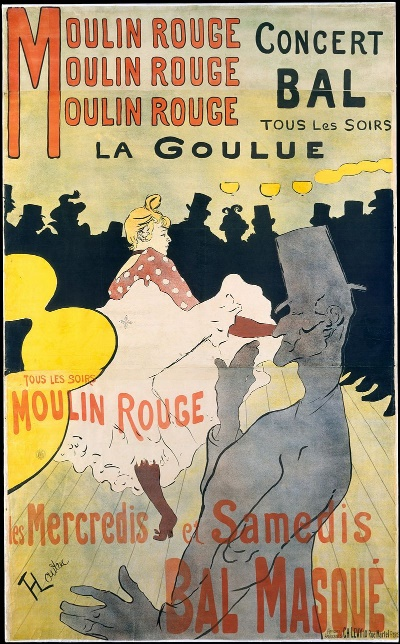 MOULIN ROUGE CONCERT
MOULIN ROUGE BAL
MOULIN ROUGE TOUS LES SOIRS
LA GOULUE
TOUS LES SOIRS
MOULIN ROUGE
les Mercredis et Samedis
BAL MASQUÉ
HTLautrec